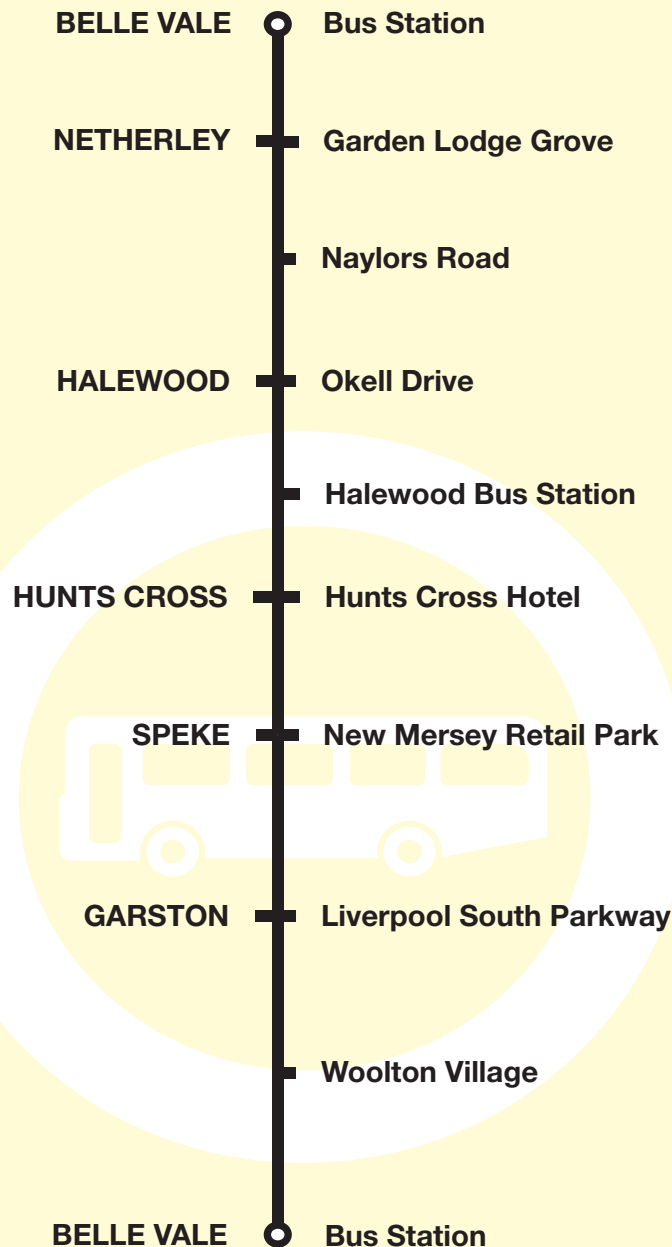 BELLE VALE Bus Station
NETHERLEY Garden Lodge Grove
Naylors Road
HALEWOOD Okell Drive
Halewood Bus Station
HUNTS CROSS Hunts Cross Hotel
SPEKE New Mersey Retail Park
GARSTON Liverpool South Parkway
Woolton Village
BELLE VALE Bus Station